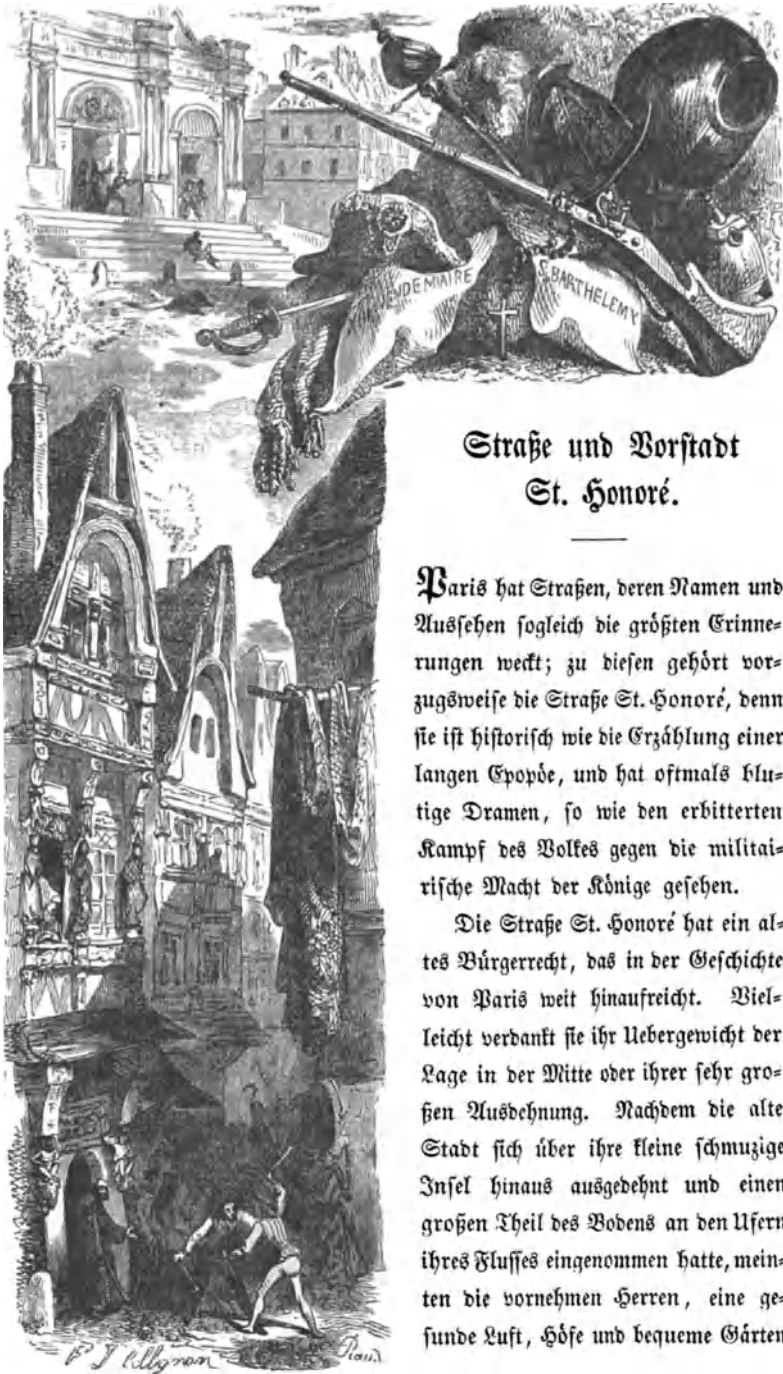 VENDEMIAIRE
S. BARTHELEMY
Straße und Vorstadt
St. Honoré.
Paris hat Straßen, deren Namen und
Aussehen sogleich die größten Erinne=
rungen weckt; zu diesen gehört vor=
zugsweise die Straße St. Honoré, denn
sie ist historisch wie die Erzählung einer
langen Epopöe, und hat oftmals blu=
tige Dramen, so wie den erbitterten
Kampf des Volkes gegen die militai=
rische Macht der Könige gesehen.
Die Straße St. Honoré hat ein al=
tes Bürgerrecht, das in der Geschichte
von Paris weit hinaufreicht. Viel=
leicht verdankt sie ihr Uebergewicht der
Lage in der Mitte oder ihrer sehr gro=
ßen Ausdehnung. Nachdem die alte
Stadt sich über ihre kleine schmuzige
Insel hinaus ausgedehnt und einen
großen Theil des Bodens an den Ufern
ihres Flusses eingenommen hatte, mein=
ten die vornehmen Herren, eine ge=
sunde Luft, Höfe und bequeme Gärten